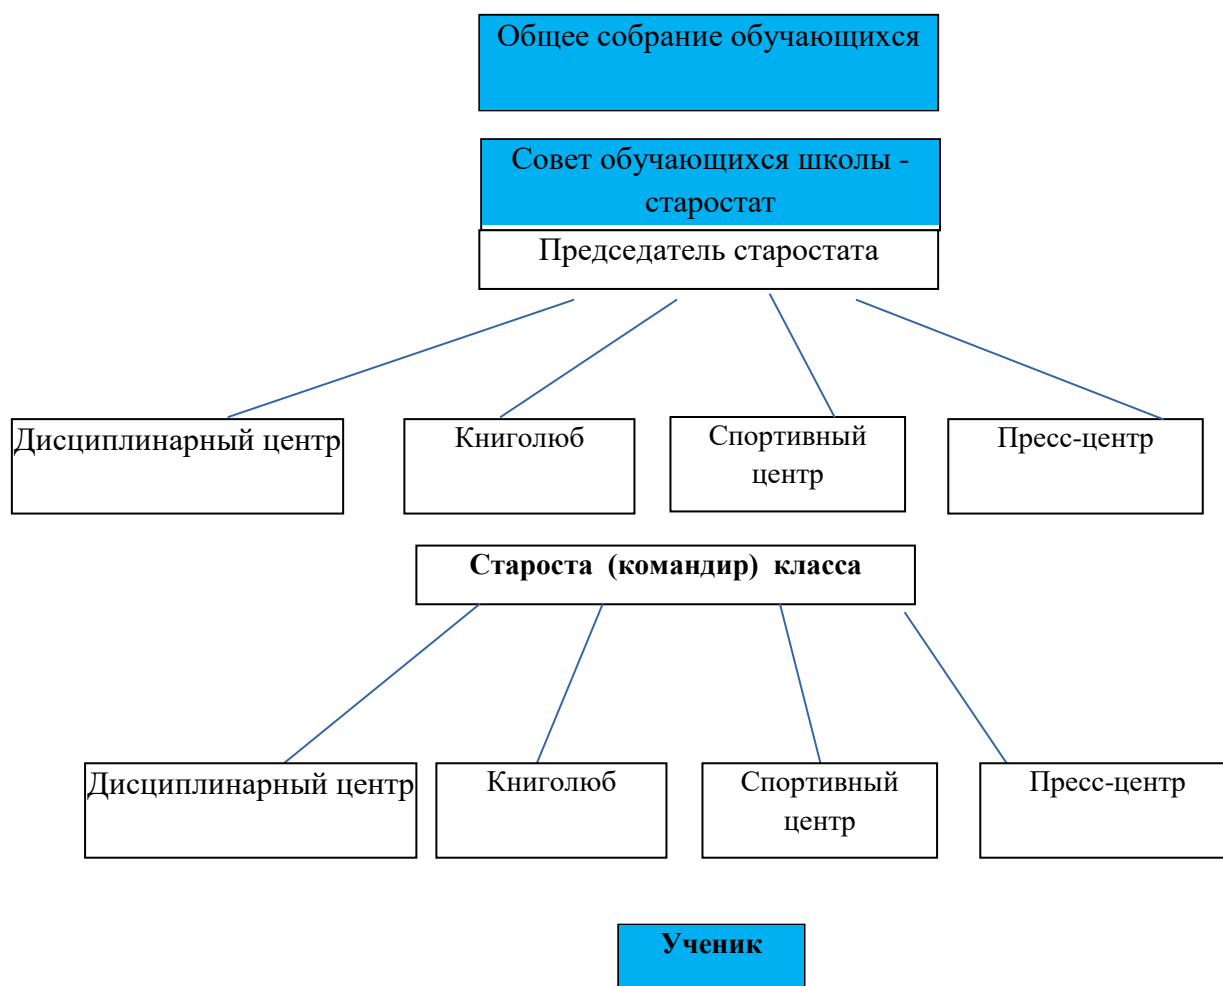 Общее собрание обучающихся
Совет обучающихся школы -
старостат
Председатель старостата
Дисциплинарный центр
Книголюб
Спортивный
центр
Пресс-центр
Староста (командир) класса
Дисциплинарный центр
Книголюб
Спортивный
центр
Пресс-центр
Ученик